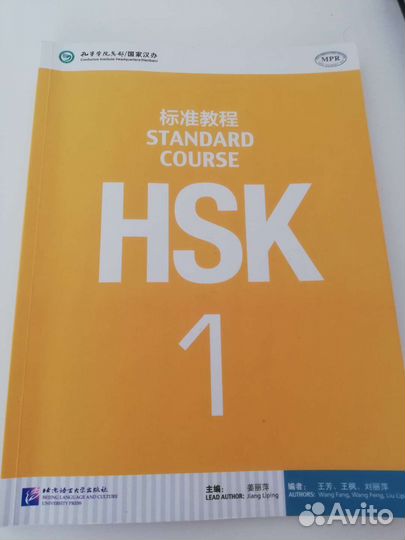 孔子学院总部/国家汉办
Confucius Institute Headquarters(Hanban)
MPR
标准教程
STANDARD
COURSE
HSK
1
北京语言大学出版社
BEIJING LANGUAGE AND CULTURE
UNIVERSITY PRESS
主编: 姜丽萍
LEAD AUTHOR: Jiang Liping
编者: 王芳、王枫、刘丽萍
AUTHORS: Wang Fang, Wang Feng, Liu Lip
Avito